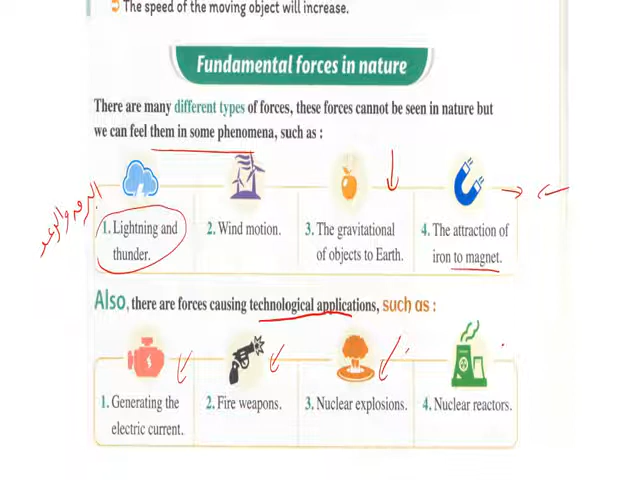 The speed of the moving object will increase.
Fundamental forces in nature
There are many different types of forces, these forces cannot be seen in nature but
we can feel them in some phenomena, such as :
البرق والرعد
1. Lightning and
thunder.
2. Wind motion.
3. The gravitational
of objects to Earth.
4. The attraction of
iron to magnet.
Also, there are forces causing technological applications, such as :
1. Generating the
electric current.
2. Fire weapons.
3. Nuclear explosions.
4. Nuclear reactors.